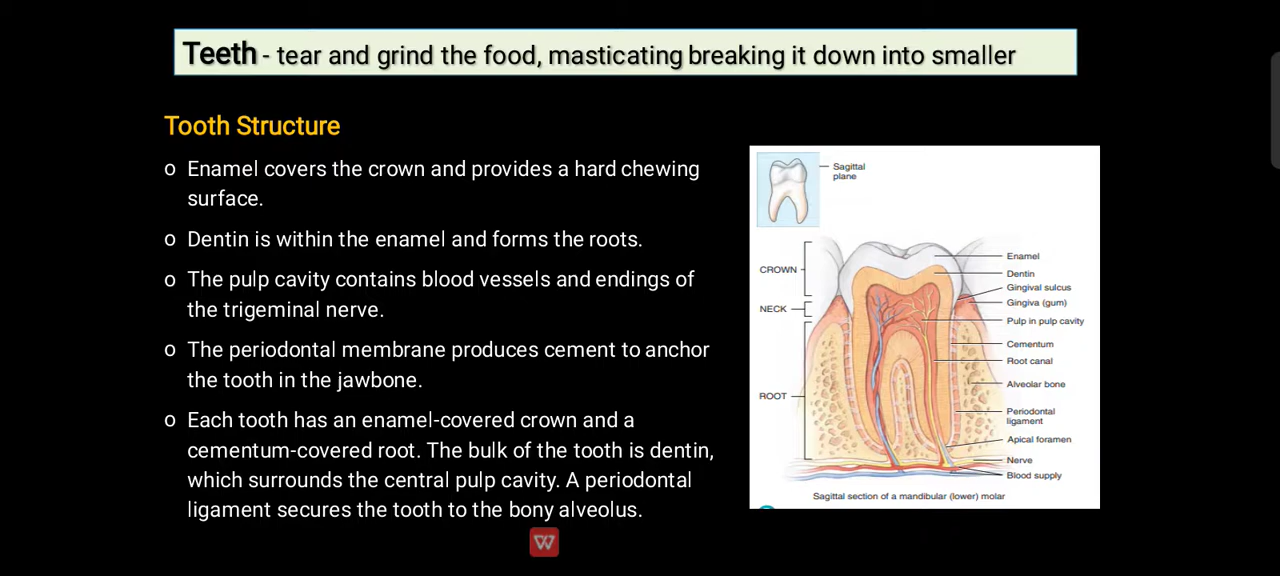 Teeth - tear and grind the food, masticating breaking it down into smaller
Tooth Structure
o Enamel covers the crown and provides a hard chewing
surface.
o Dentin is within the enamel and forms the roots.
o The pulp cavity contains blood vessels and endings of
the trigeminal nerve.
o The periodontal membrane produces cement to anchor
the tooth in the jawbone.
o Each tooth has an enamel-covered crown and a
cementum-covered root. The bulk of the tooth is dentin,
which surrounds the central pulp cavity. A periodontal
ligament secures the tooth to the bony alveolus.
Sagittal
plane
CROWN
NECK
ROOT
Enamel
Dentin
Gingival sulcus
Gingiva (gum)
Pulp in pulp cavity
Cementum
Root canal
Alveolar bone
Periodontal
ligament
Apical foramen
Nerve
Blood supply
Sagittal section of a mandibular (lower) molar
W